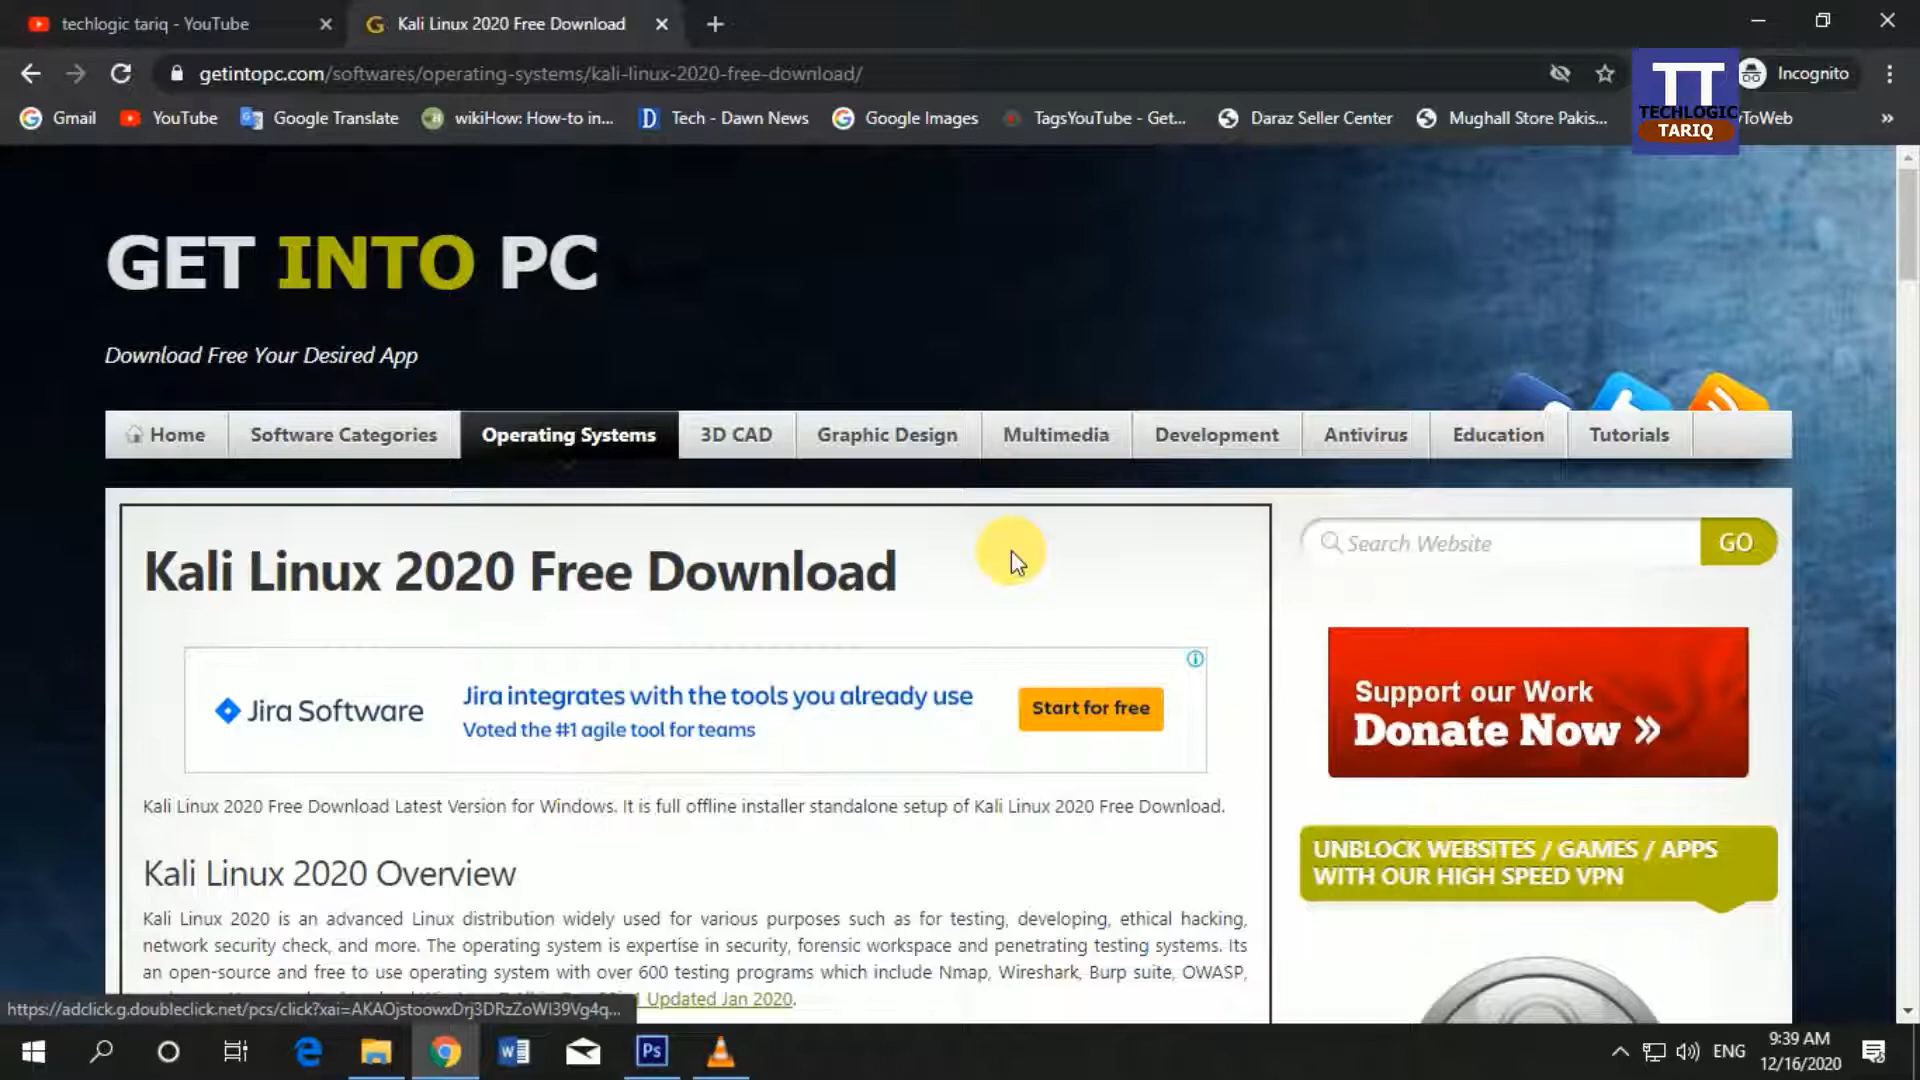 techlogic tariq - YouTube
Kali Linux 2020 Free Download
getintopc.com/softwares/operating-systems/kali-linux-2020-free-download/
Incognito
Gmail
YouTube
Google Translate
wikiHow: How-to in...
Tech - Dawn News
Google Images
TagsYouTube - Get...
Daraz Seller Center
Mughall Store Pakis...
yToWeb
»
TT
TECHLOGIC
TARIQ
GET INTO PC
Download Free Your Desired App
Home
Software Categories
Operating Systems
3D CAD
Graphic Design
Multimedia
Development
Antivirus
Education
Tutorials
Kali Linux 2020 Free Download
Search Website
GO
Jira Software
Jira integrates with the tools you already use
Voted the #1 agile tool for teams
Start for free
Support our Work
Donate Now »
Kali Linux 2020 Free Download Latest Version for Windows. It is full offline installer standalone setup of Kali Linux 2020 Free Download.
UNBLOCK WEBSITES / GAMES / APPS
WITH OUR HIGH SPEED VPN
Kali Linux 2020 Overview
Kali Linux 2020 is an advanced Linux distribution widely used for various purposes such as for testing, developing, ethical hacking,
network security check, and more. The operating system is expertise in security, forensic workspace and penetrating testing systems. Its
an open-source and free to use operating system with over 600 testing programs which include Nmap, Wireshark, Burp suite, OWASP,
1 Updated Jan 2020.
https://adclick.g.doubleclick.net/pcs/click?xai=AKAOjstoowxDrj3DRzZoWI39Vg4q...
Ps
ENG
9:39 AM
12/16/2020